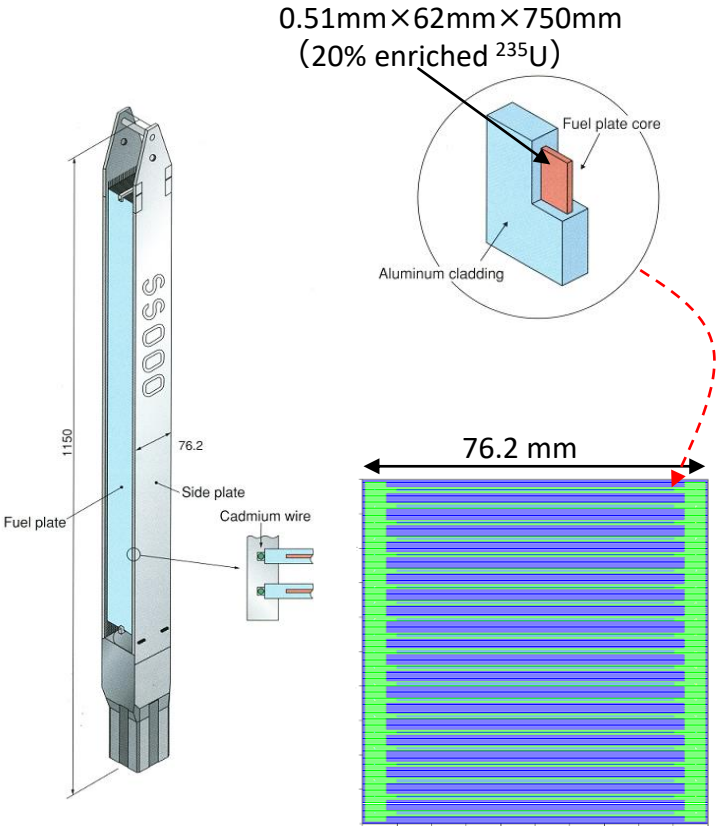 0.51mm×62mm×750mm
（20% enriched ²³⁵U）
Fuel plate core
Aluminum cladding
SS000
1150
76.2
Side plate
Fuel plate
Cadmium wire
76.2 mm